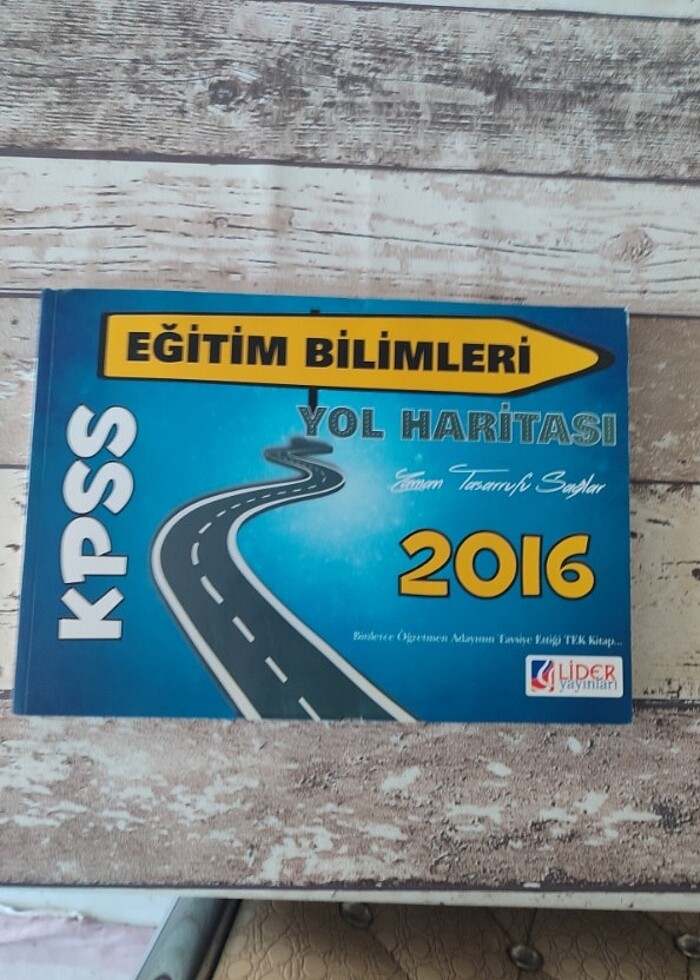 EĞİTİM BİLİMLERİ
YOL HARİTASI
KPSS
Zaman Tasarrufu Sağlar
2016
Binlerce Öğretmen Adayının Tavsiye Ettiği TEK Kitap...
LİDER
yayınları